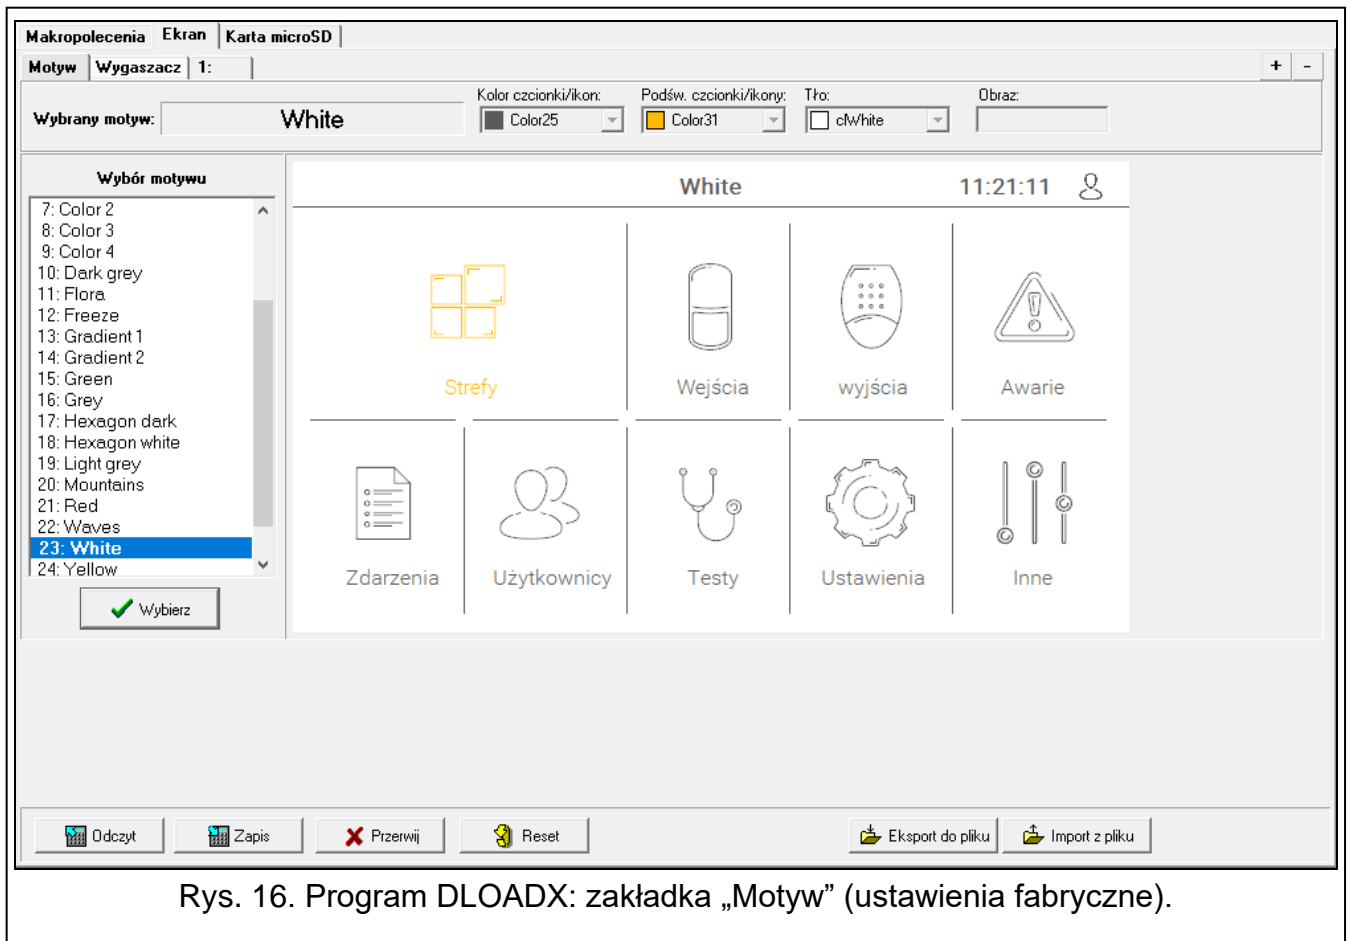 Makropolecenia Ekran Karta microSD
Motyw Wygaszacz 1: + -
Kolor czcionki/ikon: Podśw. czcionki/ikony: Tło: Obraz:
Wybrany motyw: White Color25 Color31 clWhite
Wybór motywu
7: Color 2
8: Color 3
9: Color 4
10: Dark grey
11: Flora
12: Freeze
13: Gradient 1
14: Gradient 2
15: Green
16: Grey
17: Hexagon dark
18: Hexagon white
19: Light grey
20: Mountains
21: Red
22: Waves
23: White
24: Yellow
Wybierz
White 11:21:11
Strefy Wejścia wyjścia Awarie
Zdarzenia Użytkownicy Testy Ustawienia Inne
Odczyt Zapis Przerwij Reset Eksport do pliku Import z pliku
Rys. 16. Program DLOADX: zakładka „Motyw” (ustawienia fabryczne).